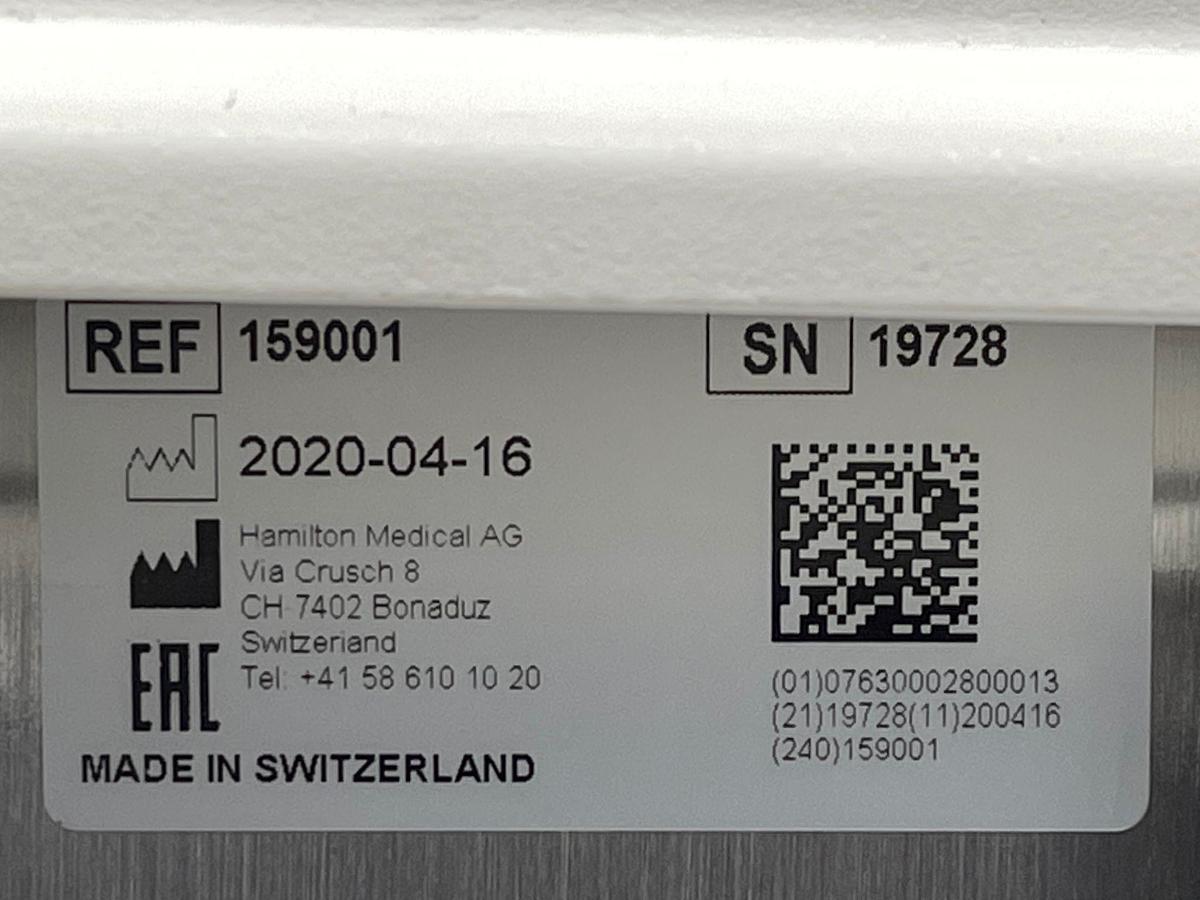 REF 159001
SN 19728
2020-04-16
Hamilton Medical AG
Via Crusch 8
CH-7402 Bonaduz
Switzerland
Tel: +41 58 610 10 20
EAC
MADE IN SWITZERLAND
(01)07630002800013
(21)19728(11)200416
(240)159001